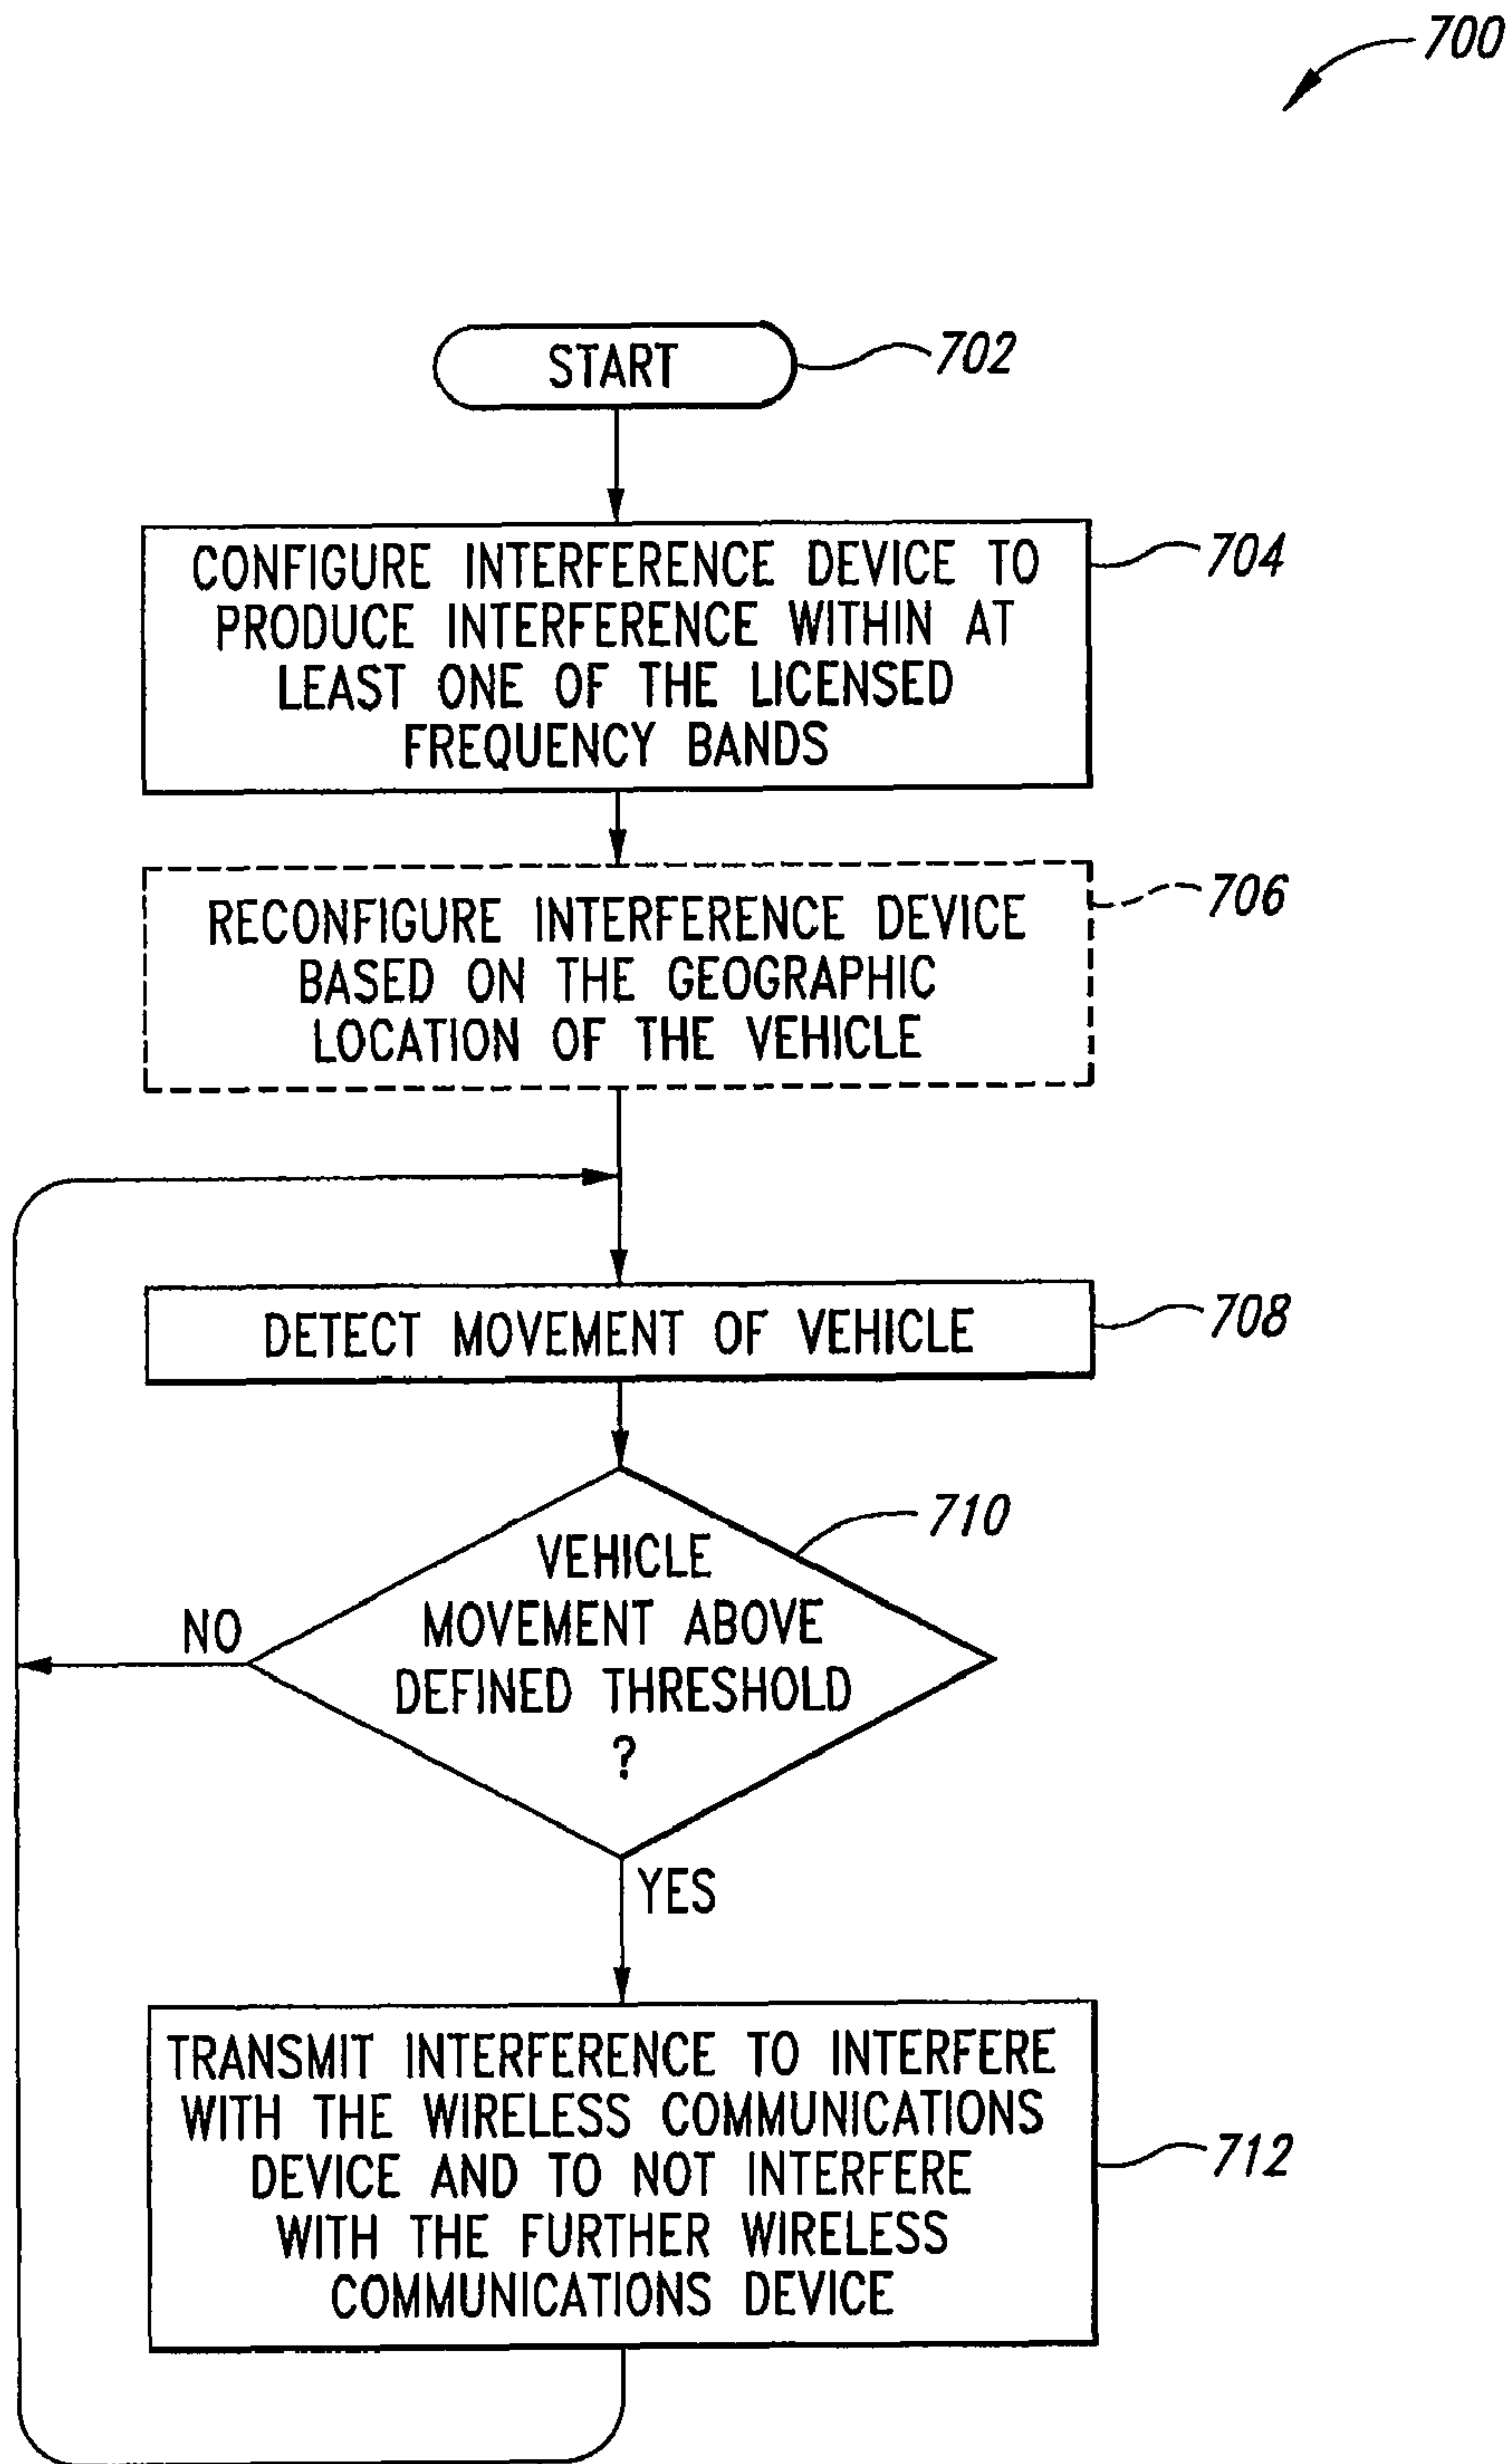 700
START
702
CONFIGURE INTERFERENCE DEVICE TO
PRODUCE INTERFERENCE WITHIN AT
LEAST ONE OF THE LICENSED
FREQUENCY BANDS
704
RECONFIGURE INTERFERENCE DEVICE
BASED ON THE GEOGRAPHIC
LOCATION OF THE VEHICLE
706
DETECT MOVEMENT OF VEHICLE
708
VEHICLE
MOVEMENT ABOVE
DEFINED THRESHOLD
?
710
NO
YES
TRANSMIT INTERFERENCE TO INTERFERE
WITH THE WIRELESS COMMUNICATIONS
DEVICE AND TO NOT INTERFERE
WITH THE FURTHER WIRELESS
COMMUNICATIONS DEVICE
712